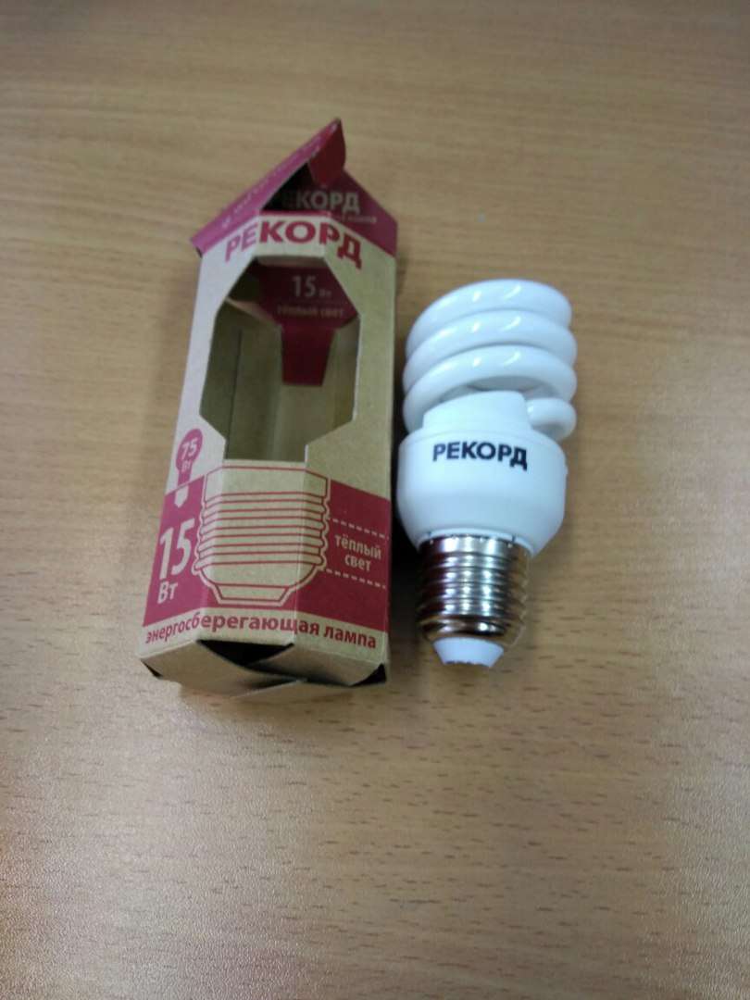 РЕКОРД
РЕКОРД
15 Вт
тёплый свет
75
Вт
15
Вт
тёплый
свет
энергосберегающая лампа
РЕКОРД